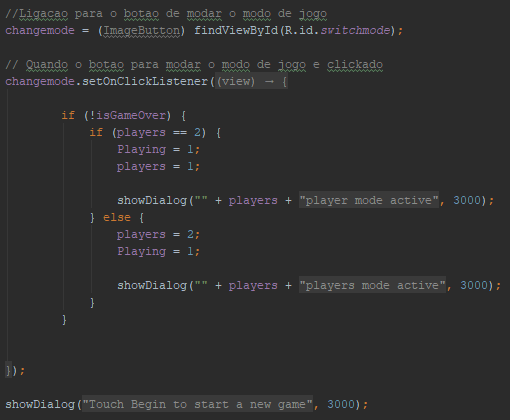 //Ligacao para o botao de modar o modo de jogo
changemode = (ImageButton) findViewById(R.id.switchmode);
// Quando o botao para modar o modo de jogo e clickado
changemode.setOnClickListener((view) → {
if (!isGameOver) {
if (players == 2) {
Playing = 1;
players = 1;
showDialog("" + players + "player mode active", 3000);
} else {
players = 2;
Playing = 1;
showDialog("" + players + "players mode active", 3000);
}
}
});
showDialog("Touch Begin to start a new game", 3000);